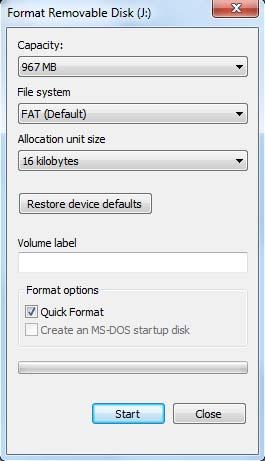 Format Removable Disk (J:)
Capacity:
967 MB
File system
FAT (Default)
Allocation unit size
16 kilobytes
Restore device defaults
Volume label
Format options
Quick Format
Create an MS-DOS startup disk
Start
Close